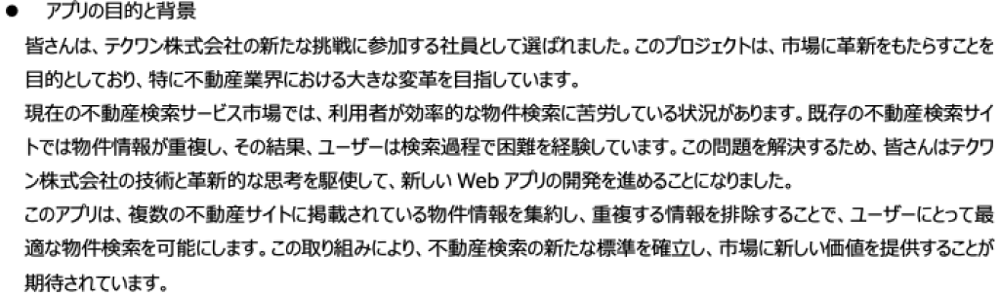 ● アプリの目的と背景
皆さんは、テクワン株式会社の新たな挑戦に参加する社員として選ばれました。このプロジェクトは、市場に革新をもたらすことを
目的としており、特に不動産業界における大きな変革を目指しています。
現在の不動産検索サービス市場では、利用者が効率的な物件検索に苦労している状況があります。既存の不動産検索サイ
トでは物件情報が重複し、その結果、ユーザーは検索過程で困難を経験しています。この問題を解決するため、皆さんはテクワ
ン株式会社の技術と革新的な思考を駆使して、新しい Web アプリの開発を進めることになりました。
このアプリは、複数の不動産サイトに掲載されている物件情報を集約し、重複する情報を排除することで、ユーザーにとって最
適な物件検索を可能にします。この取り組みにより、不動産検索の新たな標準を確立し、市場に新しい価値を提供することが
期待されています。